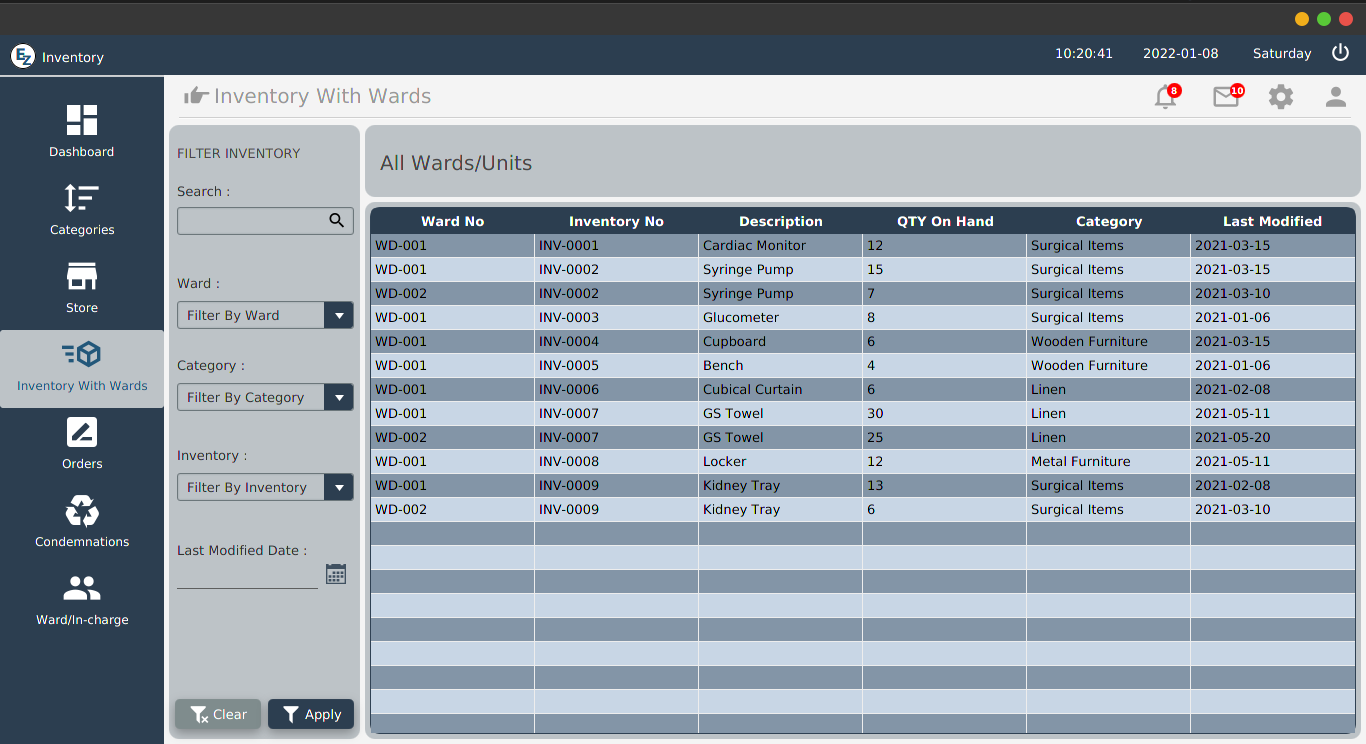 EZ Inventory 10:20:41 2022-01-08 Saturday
Inventory With Wards 8 10
Dashboard
Categories
Store
Inventory With Wards
Orders
Condemnations
Ward/In-charge
FILTER INVENTORY
Search :
Ward :
Filter By Ward
Category :
Filter By Category
Inventory :
Filter By Inventory
Last Modified Date :
Clear Apply
All Wards/Units
Ward No Inventory No Description QTY On Hand Category Last Modified
WD-001 INV-0001 Cardiac Monitor 12 Surgical Items 2021-03-15
WD-001 INV-0002 Syringe Pump 15 Surgical Items 2021-03-15
WD-002 INV-0002 Syringe Pump 7 Surgical Items 2021-03-10
WD-001 INV-0003 Glucometer 8 Surgical Items 2021-01-06
WD-001 INV-0004 Cupboard 6 Wooden Furniture 2021-03-15
WD-001 INV-0005 Bench 4 Wooden Furniture 2021-01-06
WD-001 INV-0006 Cubical Curtain 6 Linen 2021-02-08
WD-001 INV-0007 GS Towel 30 Linen 2021-05-11
WD-002 INV-0007 GS Towel 25 Linen 2021-05-20
WD-001 INV-0008 Locker 12 Metal Furniture 2021-05-11
WD-001 INV-0009 Kidney Tray 13 Surgical Items 2021-02-08
WD-002 INV-0009 Kidney Tray 6 Surgical Items 2021-03-10